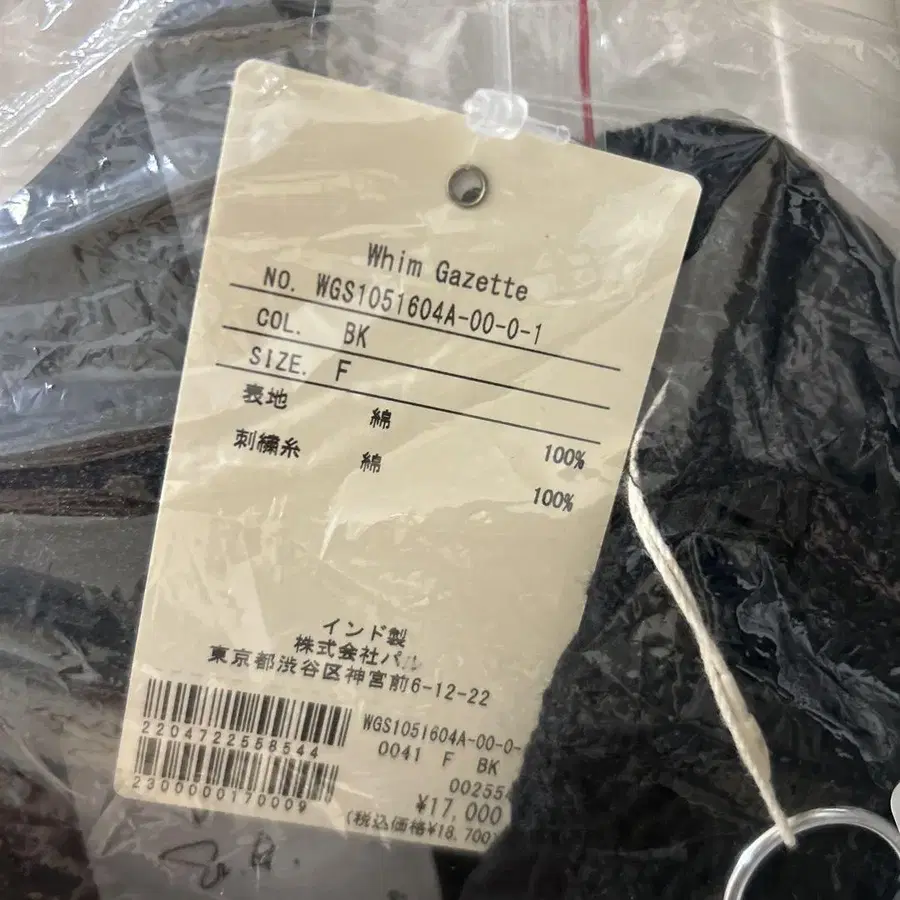 Whim Gazette
NO. WGS1051604A-00-0-1
COL. BK
SIZE. F
表地 綿 100%
刺繍糸 綿 100%
インド製
株式会社パル
東京都渋谷区神宮前6-12-22
2204722558544
WGS1051604A-00-0-
0041 F BK
2300000170009
00255
¥17,000
(税込価格¥18,700)